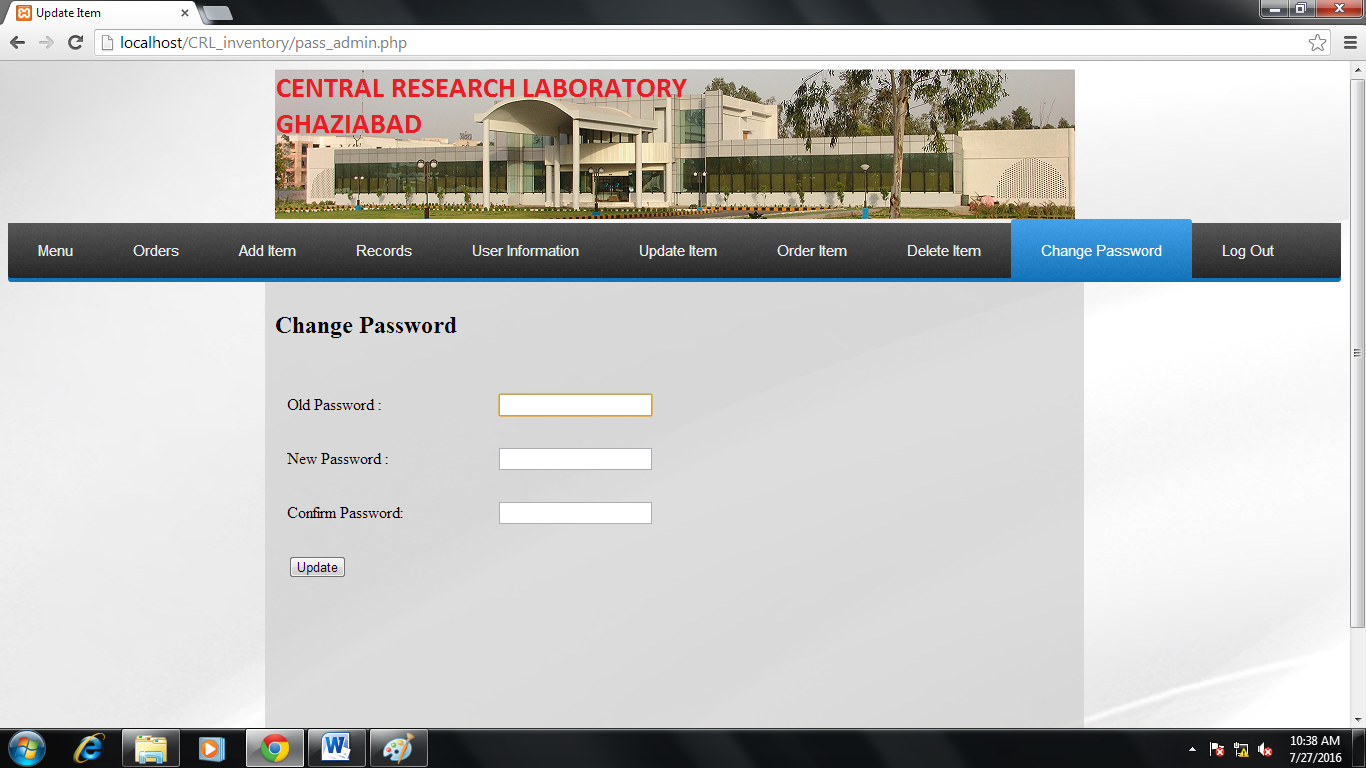 Update Item
localhost/CRL_inventory/pass_admin.php
CENTRAL RESEARCH LABORATORY
GHAZIABAD
Menu Orders Add Item Records User Information Update Item Order Item Delete Item Change Password Log Out
Change Password
Old Password :
New Password :
Confirm Password:
Update
10:38 AM
7/27/2016